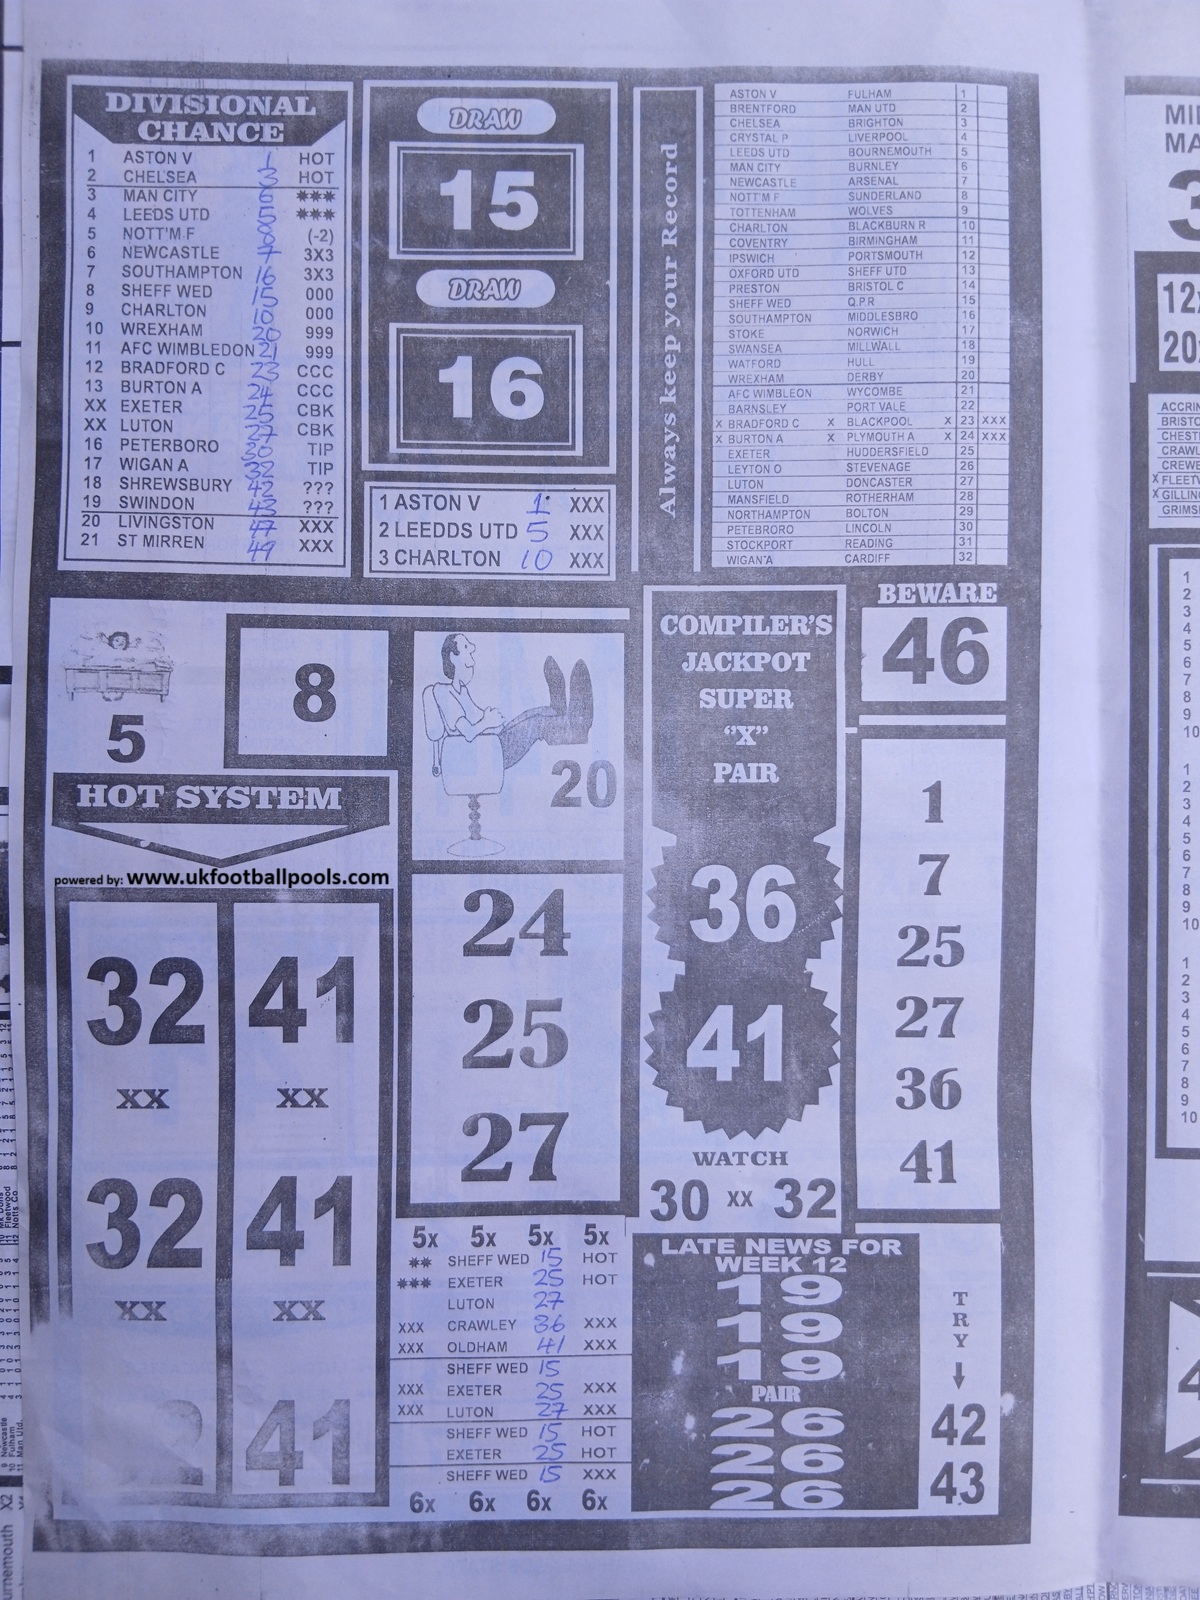 DIVISIONAL
CHANCE
1 ASTON V 1 HOT
2 CHELSEA 3 HOT
3 MAN CITY 6 ***
4 LEEDS UTD 5 ***
5 NOTT'M F 8 (-2)
6 NEWCASTLE 7 3X3
7 SOUTHAMPTON 16 3X3
8 SHEFF WED 15 000
9 CHARLTON 10 000
10 WREXHAM 20 999
11 AFC WIMBLEDON 21 999
12 BRADFORD C 23 CCC
13 BURTON A 24 CCC
XX EXETER 25 CBK
XX LUTON 27 CBK
16 PETERBORO 30 TIP
17 WIGAN A 32 TIP
18 SHREWSBURY 42 ???
19 SWINDON 43 ???
20 LIVINGSTON 47 XXX
21 ST MIRREN 49 XXX
DRAW
15
DRAW
16
1 ASTON V 1 XXX
2 LEEDDS UTD 5 XXX
3 CHARLTON 10 XXX
Always keep your Record
ASTON V FULHAM 1
BRENTFORD MAN UTD 2
CHELSEA BRIGHTON 3
CRYSTAL P LIVERPOOL 4
LEEDS UTD BOURNEMOUTH 5
MAN CITY BURNLEY 6
NEWCASTLE ARSENAL 7
NOTT'M F SUNDERLAND 8
TOTTENHAM WOLVES 9
CHARLTON BLACKBURN R 10
COVENTRY BIRMINGHAM 11
IPSWICH PORTSMOUTH 12
OXFORD UTD SHEFF UTD 13
PRESTON BRISTOL C 14
SHEFF WED Q.P.R 15
SOUTHAMPTON MIDDLESBRO 16
STOKE NORWICH 17
SWANSEA MILLWALL 18
WATFORD HULL 19
WREXHAM DERBY 20
AFC WIMBLEON WYCOMBE 21
BARNSLEY PORT VALE 22
X BRADFORD C X BLACKPOOL X 23 XXX
X BURTON A X PLYMOUTH A X 24 XXX
EXETER HUDDERSFIELD 25
LEYTON O STEVENAGE 26
LUTON DONCASTER 27
MANSFIELD ROTHERHAM 28
NORTHAMPTON BOLTON 29
PETEBRORO LINCOLN 30
STOCKPORT READING 31
WIGAN'A CARDIFF 32
5
8
20
HOT SYSTEM
powered by: www.ukfootballpools.com
32 41
XX XX
32 41
XX XX
2 41
24
25
27
COMPILER'S
JACKPOT
SUPER
"X"
PAIR
36
41
WATCH
30 XX 32
BEWARE
46
1
7
25
27
36
41
5x 5x 5x 5x
** SHEFF WED 15 HOT
*** EXETER 25 HOT
LUTON 27
XXX CRAWLEY 36 XXX
XXX OLDHAM 41 XXX
SHEFF WED 15
XXX EXETER 25 XXX
XXX LUTON 27 XXX
SHEFF WED 15 HOT
EXETER 25 HOT
SHEFF WED 15 XXX
6x 6x 6x 6x
LATE NEWS FOR
WEEK 12
19
19
19
PAIR
26
26
26
TRY
42
43